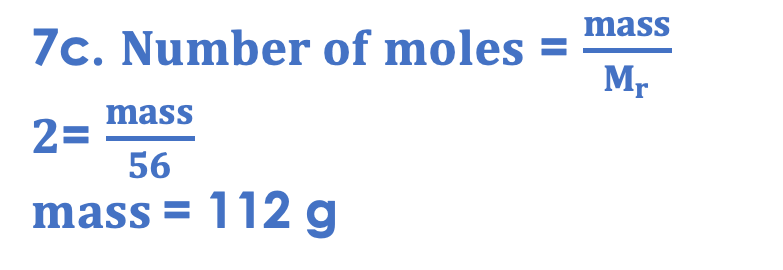 7c. Number of moles = mass/Mr
2= mass/56
mass = 112 g